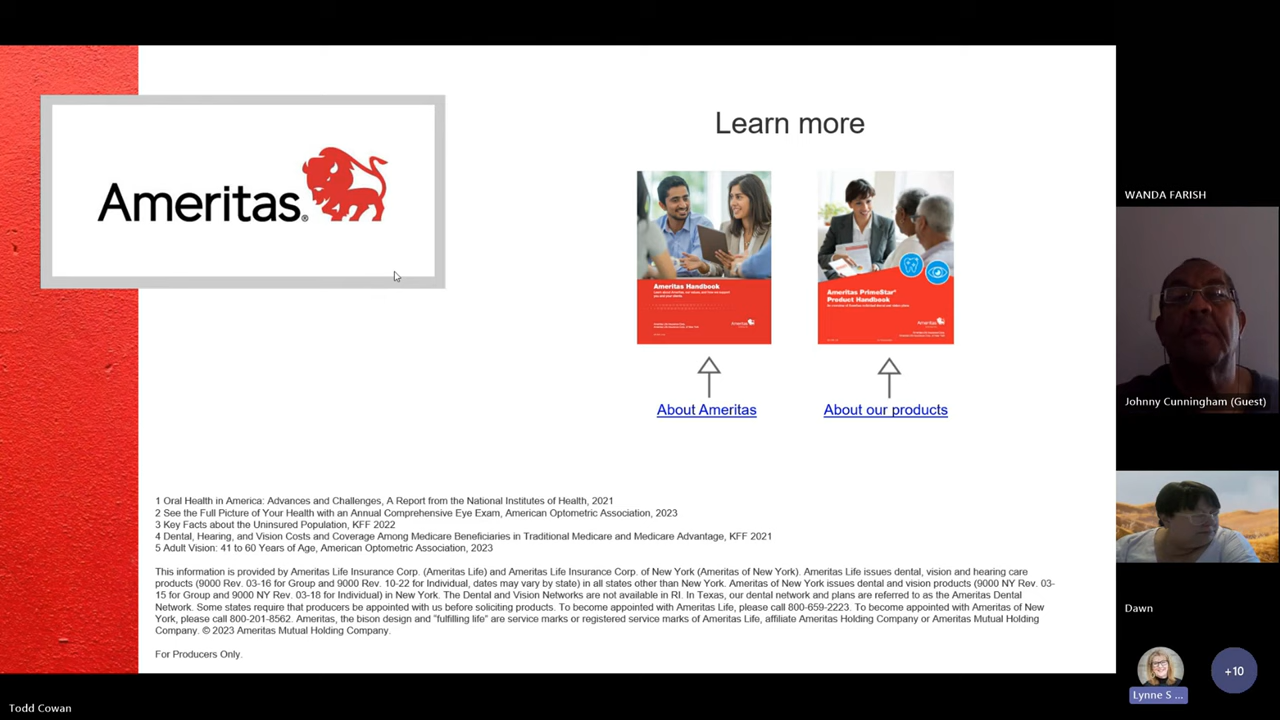 Learn more
Ameritas
Ameritas Handbook
Ameritas PrimeStar®
Product Handbook
About Ameritas
About our products
1 Oral Health in America: Advances and Challenges, A Report from the National Institutes of Health, 2021
2 See the Full Picture of Your Health with an Annual Comprehensive Eye Exam, American Optometric Association, 2023
3 Key Facts about the Uninsured Population, KFF 2022
4 Dental, Hearing, and Vision Costs and Coverage Among Medicare Beneficiaries in Traditional Medicare and Medicare Advantage, KFF 2021
5 Adult Vision: 41 to 60 Years of Age, American Optometric Association, 2023
This information is provided by Ameritas Life Insurance Corp. (Ameritas Life) and Ameritas Life Insurance Corp. of New York (Ameritas of New York). Ameritas Life issues dental, vision and hearing care
products (9000 Rev. 03-16 for Group and 9000 Rev. 10-22 for Individual, dates may vary by state) in all states other than New York. Ameritas of New York issues dental and vision products (9000 NY Rev. 03-
15 for Group and 9000 NY Rev. 03-18 for Individual) in New York. The Dental and Vision Networks are not available in RI. In Texas, our dental network and plans are referred to as the Ameritas Dental
Network. Some states require that producers be appointed with us before soliciting products. To become appointed with Ameritas Life, please call 800-659-2223. To become appointed with Ameritas of New
York, please call 800-201-8562. Ameritas, the bison design and "fulfilling life" are service marks or registered service marks of Ameritas Life, affiliate Ameritas Holding Company or Ameritas Mutual Holding
Company. © 2023 Ameritas Mutual Holding Company.
For Producers Only.
WANDA FARISH
Johnny Cunningham (Guest)
Dawn
Lynne S ...
+10
Todd Cowan